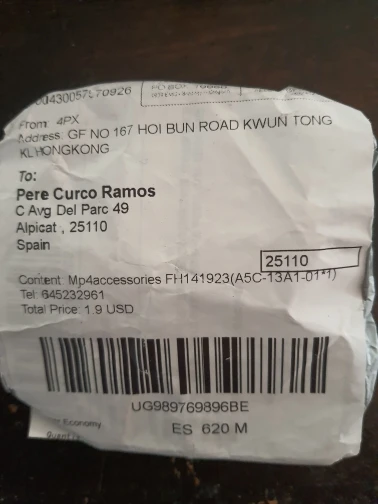 From: 4PX
Address: GF NO 167 HOI BUN ROAD KWUN TONG
KL HONGKONG
To:
Pere Curco Ramos
C Avg Del Parc 49
Alpicat , 25110
Spain
25110
Content: Mp4accessories FH141923(A5C-13A1-01*1)
Tel: 645232961
Total Price: 1.9 USD
UG989769896BE
Economy
ES 620 M